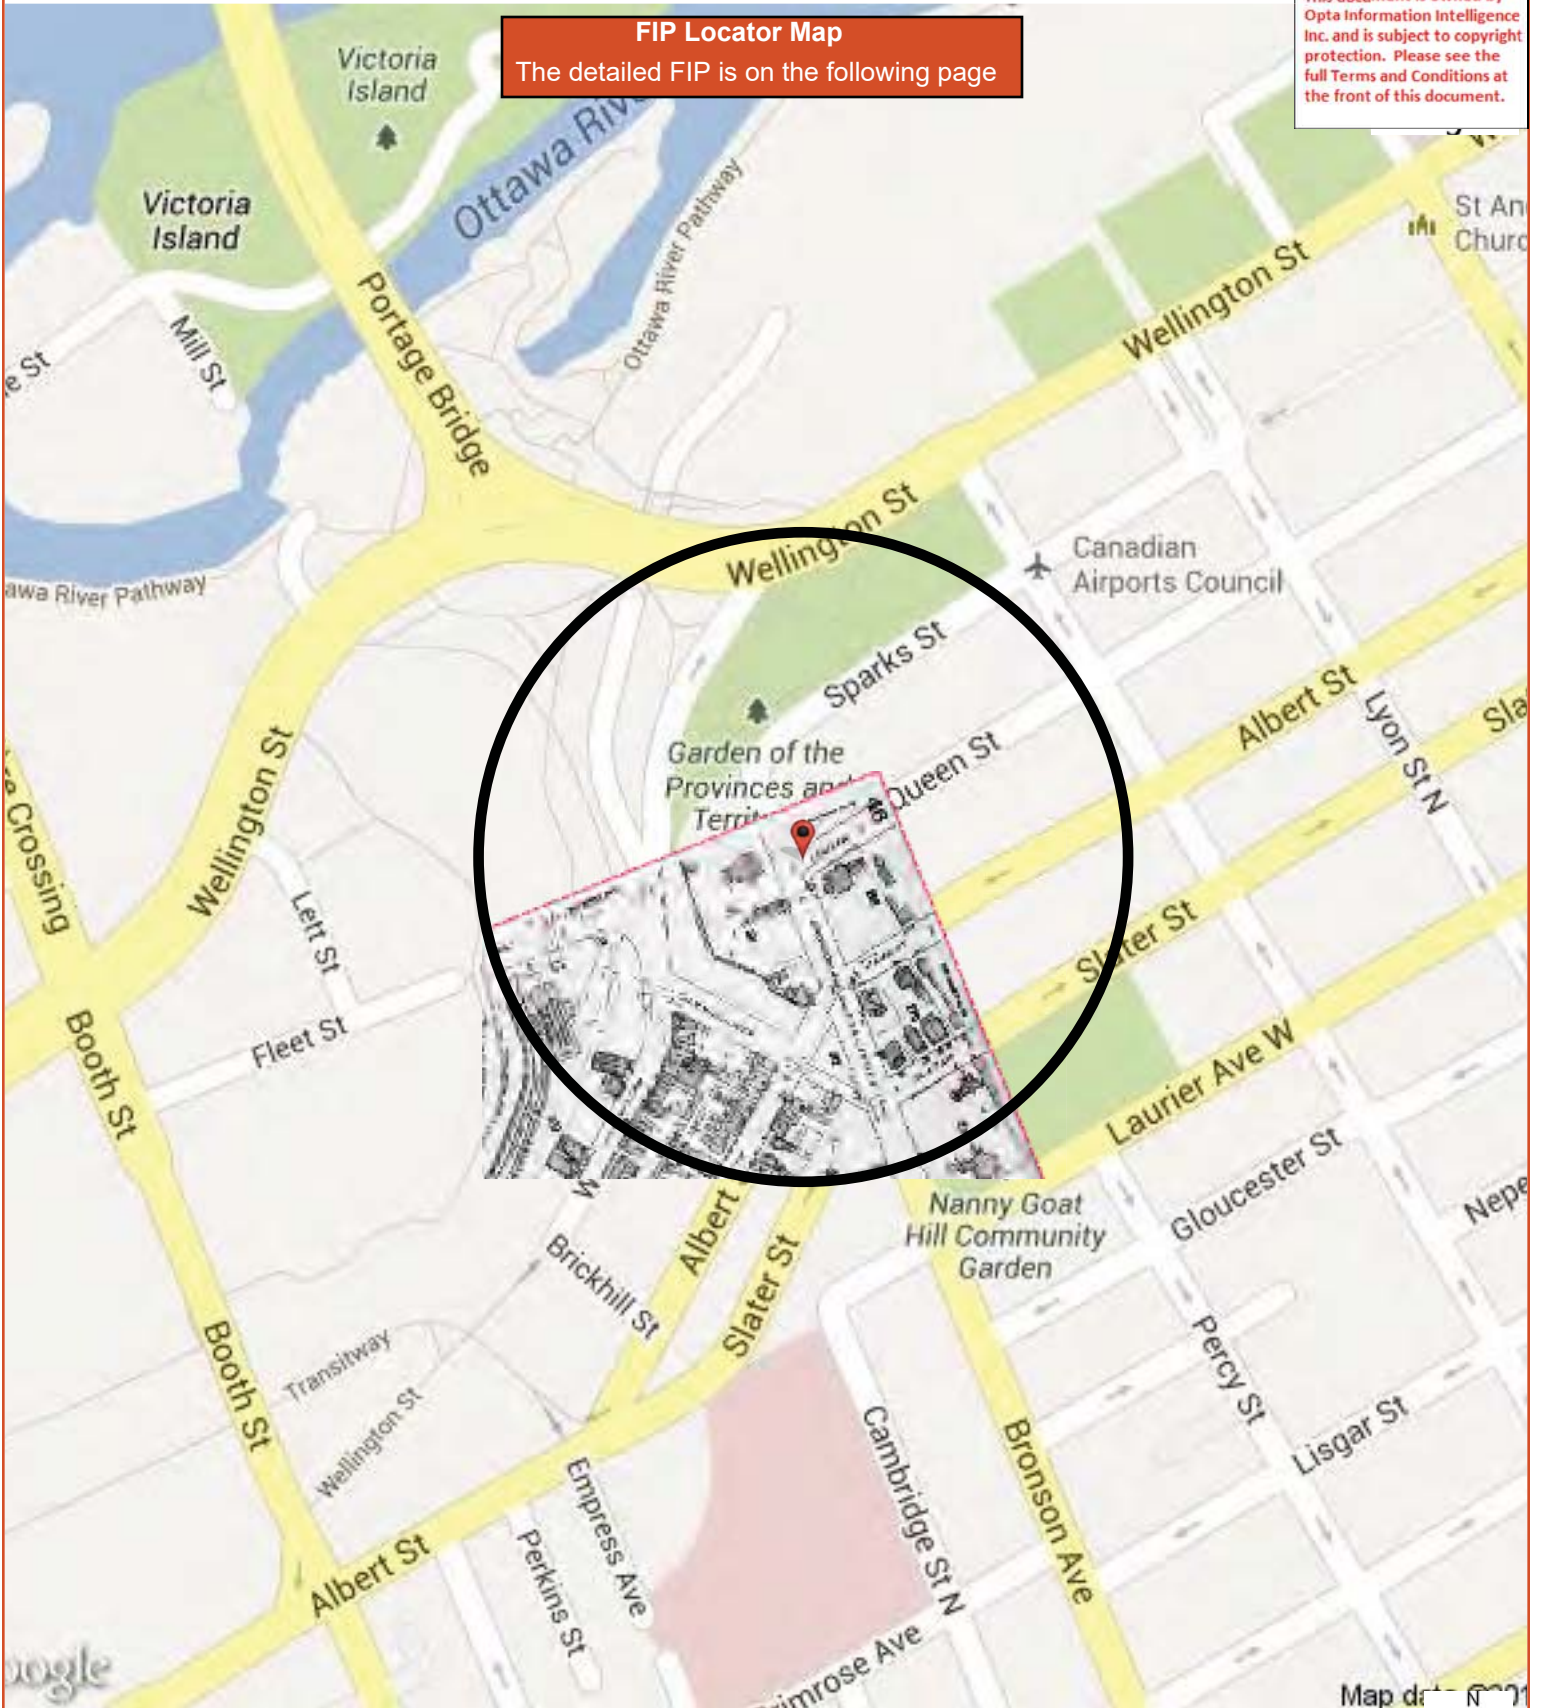 FIP Locator Map
The detailed FIP is on the following page
Opta Information Intelligence
Inc. and is subject to copyright
protection. Please see the
full Terms and Conditions at
the front of this document.
Victoria
Island
Ottawa
Victoria
Island
Ottawa River Pathway
St
Wellington St
Portage Bridge
Mill St
St
Wellington St
Canadian
Airports Council
River Pathway
Sparks St
Albert St
Lyon St N
Garden of the
Provinces
Queen St
46
Wellington St
Crossing
Lett St
Slater St
Fleet St
Booth St
Laurier Ave W
Gloucester St
Nanny Goat
Hill Community
Garden
Albert
Brickhill St
Slater St
Percy St
Booth St
Transitway
Wellington St
Lisgar St
Cambridge St N
Bronson Ave
Empress Ave
Perkins St
Albert St
Ave
Map
N